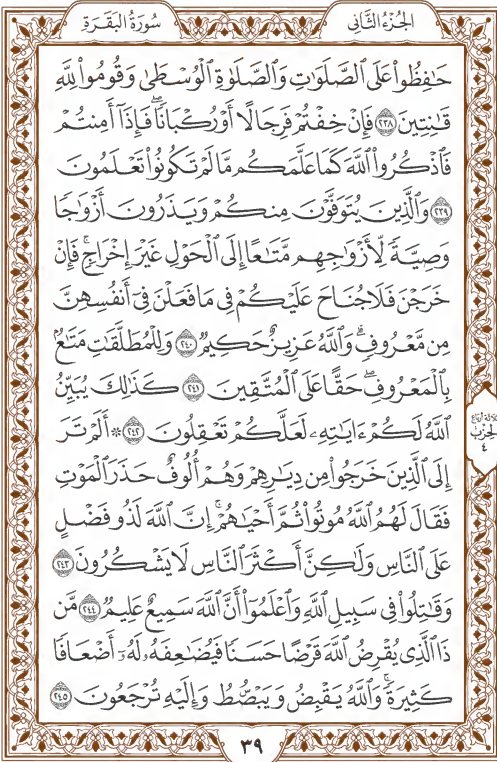 سُورَةُ البَقَرَةِ الجُزْءُ الثَّانِي
حَٰفِظُوا۟ عَلَى ٱلصَّلَوَٰتِ وَٱلصَّلَوٰةِ ٱلْوُسْطَىٰ وَقُومُوا۟ لِلَّهِ
قَٰنِتِينَ ٢٣٨ فَإِنْ خِفْتُمْ فَرِجَالًا أَوْ رُكْبَانًا ۖ فَإِذَآ أَمِنتُمْ
فَٱذْكُرُوا۟ ٱللَّهَ كَمَا عَلَّمَكُم مَّا لَمْ تَكُونُوا۟ تَعْلَمُونَ
٢٣٩ وَٱلَّذِينَ يُتَوَفَّوْنَ مِنكُمْ وَيَذَرُونَ أَزْوَٰجًا
وَصِيَّةً لِّأَزْوَٰجِهِم مَّتَٰعًا إِلَى ٱلْحَوْلِ غَيْرَ إِخْرَاجٍ ۚ فَإِنْ
خَرَجْنَ فَلَا جُنَاحَ عَلَيْكُمْ فِى مَا فَعَلْنَ فِىٓ أَنفُسِهِنَّ
مِن مَّعْرُوفٍ ۗ وَٱللَّهُ عَزِيزٌ حَكِيمٌ ٢٤٠ وَلِلْمُطَلَّقَٰتِ مَتَٰعٌۢ
بِٱلْمَعْرُوفِ ۖ حَقًّا عَلَى ٱلْمُتَّقِينَ ٢٤١ كَذَٰلِكَ يُبَيِّنُ
ٱللَّهُ لَكُمْ ءَايَٰتِهِۦ لَعَلَّكُمْ تَعْقِلُونَ ٢٤٢ ۞ أَلَمْ تَرَ
إِلَى ٱلَّذِينَ خَرَجُوا۟ مِن دِيَٰرِهِمْ وَهُمْ أُلُوفٌ حَذَرَ ٱلْمَوْتِ
فَقَالَ لَهُمُ ٱللَّهُ مُوتُوا۟ ثُمَّ أَحْيَٰهُمْ ۚ إِنَّ ٱللَّهَ لَذُو فَضْلٍ
عَلَى ٱلنَّاسِ وَلَٰكِنَّ أَكْثَرَ ٱلنَّاسِ لَا يَشْكُرُونَ ٢٤٣
وَقَٰتِلُوا۟ فِى سَبِيلِ ٱللَّهِ وَٱعْلَمُوٓا۟ أَنَّ ٱللَّهَ سَمِيعٌ عَلِيمٌ ٢٤٤ مَّن
ذَا ٱلَّذِى يُقْرِضُ ٱللَّهَ قَرْضًا حَسَنًا فَيُضَٰعِفَهُۥ لَهُۥٓ أَضْعَافًا
كَثِيرَةً ۚ وَٱللَّهُ يَقْبِضُ وَيَبْصُۜطُ وَإِلَيْهِ تُرْجَعُونَ ٢٤٥
ثلاثة أرباع
الحزب
٤
٣٩